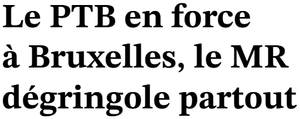 Le PTB en force
à Bruxelles, le MR
dégringole partout